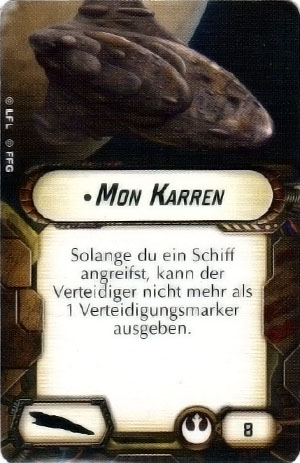 © LFL © FFG
• Mon Karren
Solange du ein Schiff
angreifst, kann der
Verteidiger nicht mehr als
1 Verteidigungsmarker
ausgeben.
8